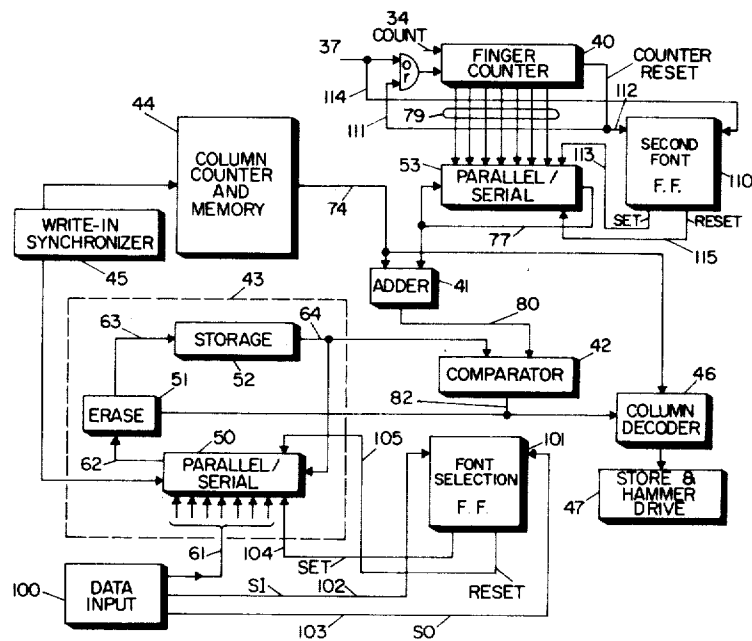 34
COUNT
37
40
FINGER
COUNTER
COUNTER
RESET
or
114
111
79
112
44
COLUMN
COUNTER
AND
MEMORY
53
PARALLEL/
SERIAL
113
SECOND
FONT
F.F.
110
SET
RESET
74
77
115
WRITE-IN
SYNCHRONIZER
45
43
ADDER
41
80
63
STORAGE
52
64
42
COMPARATOR
82
46
COLUMN
DECODER
51
ERASE
62
50
PARALLEL/
SERIAL
105
101
FONT
SELECTION
F. F.
STORE &
HAMMER
DRIVE
47
61
104
SET
RESET
100
DATA
INPUT
SI
102
103
SO